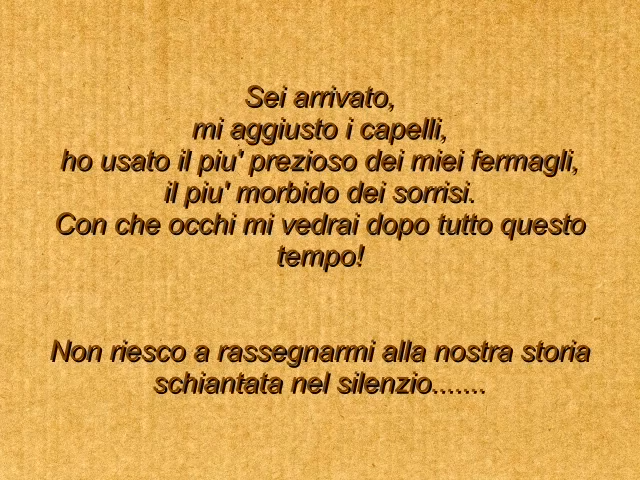 Sei arrivato,
mi aggiusto i capelli,
ho usato il piu' prezioso dei miei fermagli,
il piu' morbido dei sorrisi.
Con che occhi mi vedrai dopo tutto questo
tempo!
Non riesco a rassegnarmi alla nostra storia
schiantata nel silenzio.......